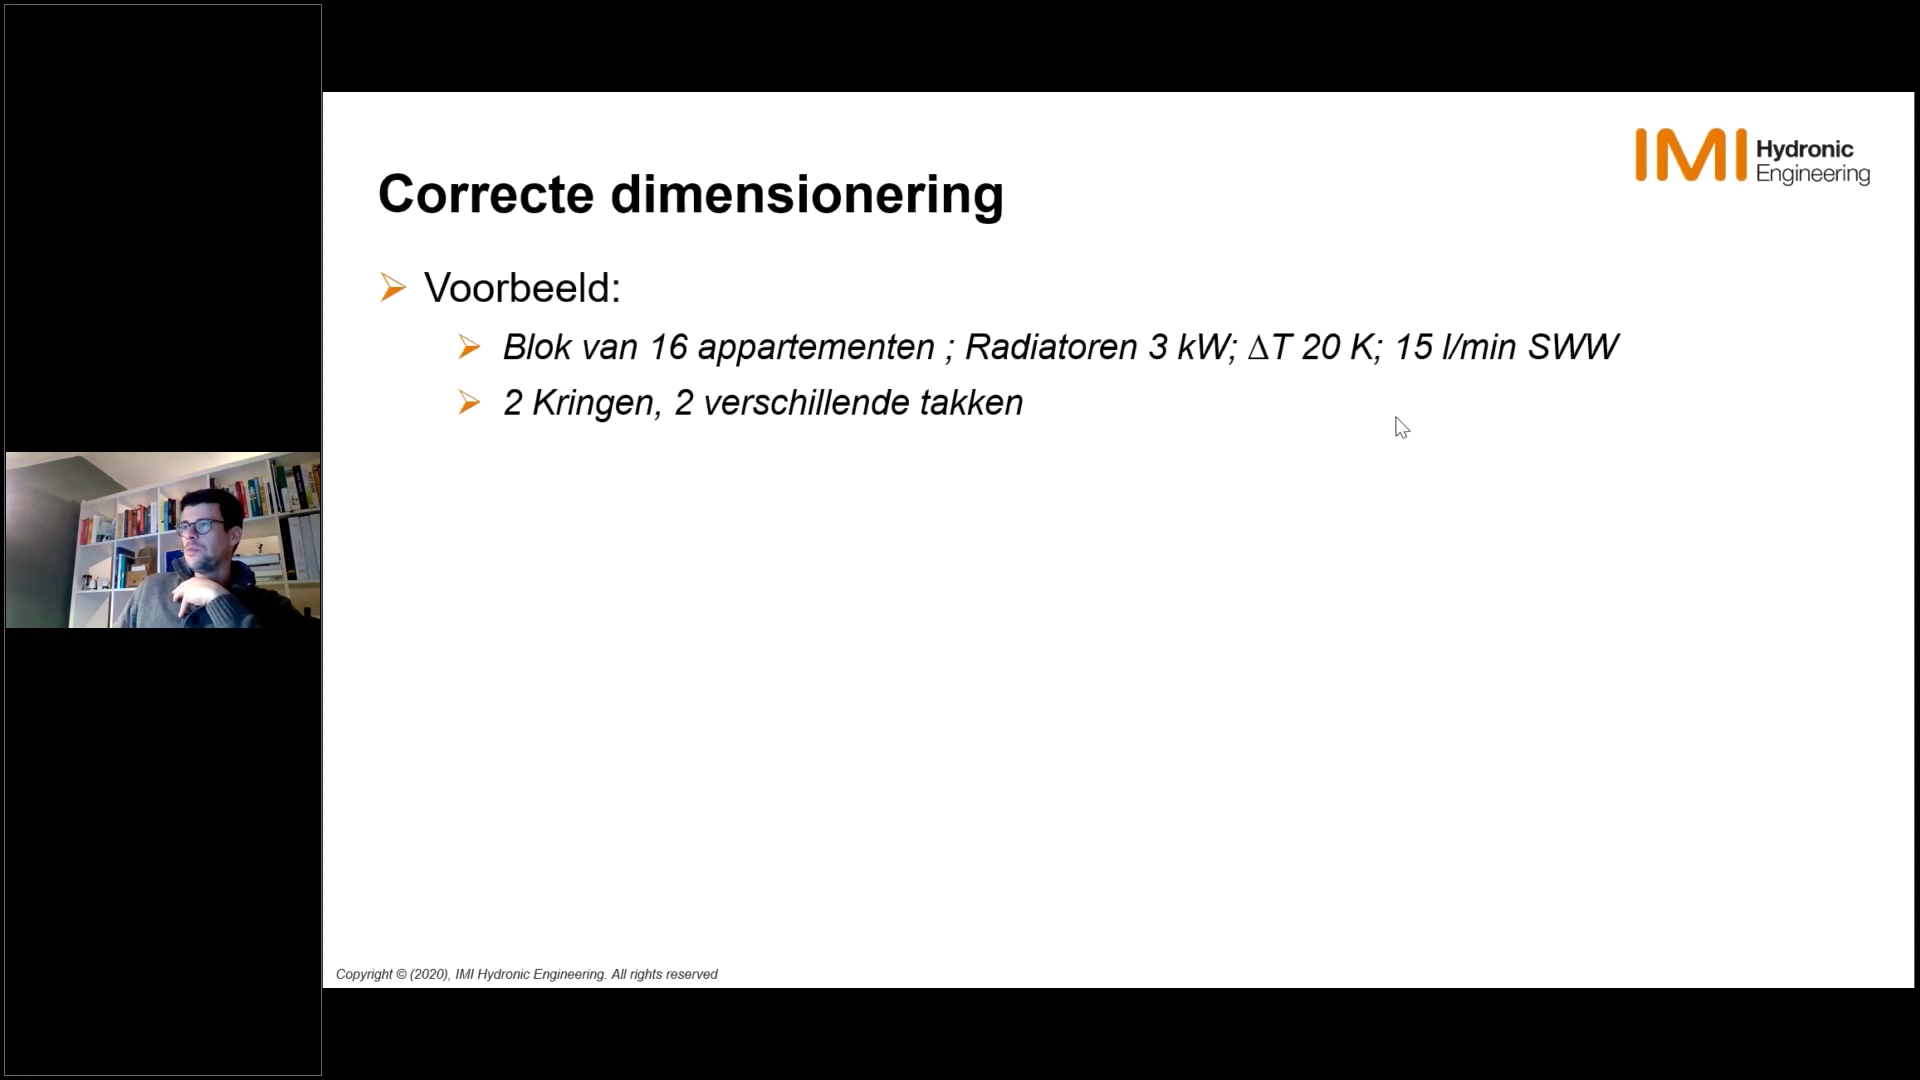 IMI Hydronic
Engineering
Correcte dimensionering
Voorbeeld:
Blok van 16 appartementen ; Radiatoren 3 kW; ΔT 20 K; 15 l/min SWW
2 Kringen, 2 verschillende takken
Copyright © (2020), IMI Hydronic Engineering. All rights reserved